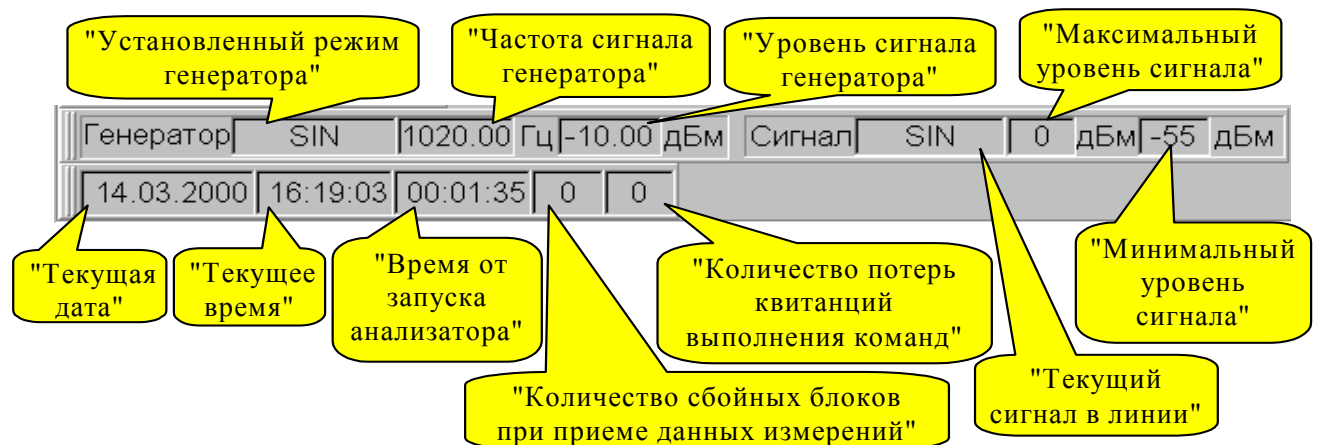 "Установленный режим
генератора"
"Частота сигнала
генератора"
"Уровень сигнала
генератора"
"Максимальный
уровень сигнала"
Генератор SIN 1020.00 Гц -10.00 дБм Сигнал SIN 0 дБм -55 дБм
14.03.2000 16:19:03 00:01:35 0 0
"Текущая
дата"
"Текущее
время"
"Время от
запуска
анализатора"
"Количество потерь
квитанций
выполнения команд"
"Минимальный
уровень
сигнала"
"Количество сбойных блоков
при приеме данных измерений"
"Текущий
сигнал в линии"